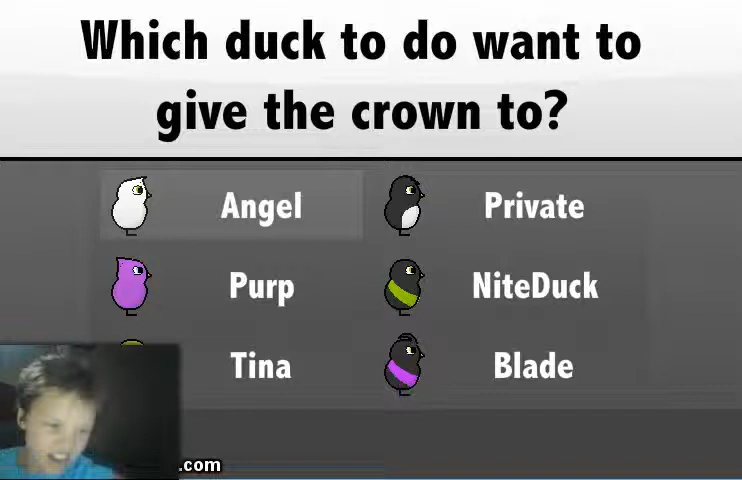 Which duck to do want to
give the crown to?
Angel
Private
Purp
NiteDuck
Tina
Blade
.com